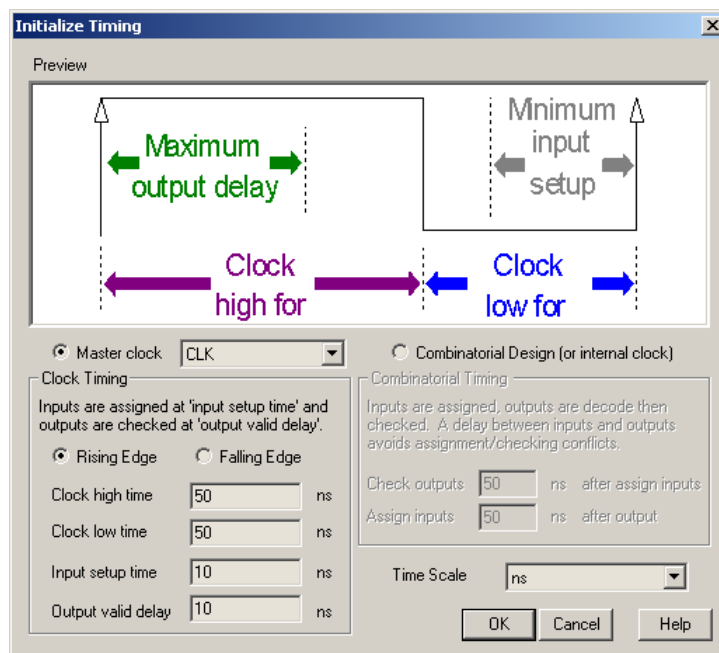 Initialize Timing
Preview
Maximum
output delay
Minimum
input
setup
Clock
high for
Clock
low for
Master clock CLK
Combinatorial Design (or internal clock)
Clock Timing
Inputs are assigned at 'input setup time' and
outputs are checked at 'output valid delay'.
Rising Edge Falling Edge
Clock high time 50 ns
Clock low time 50 ns
Input setup time 10 ns
Output valid delay 10 ns
Combinatorial Timing
Inputs are assigned, outputs are decode then
checked. A delay between inputs and outputs
avoids assignment/checking conflicts.
Check outputs 50 ns after assign inputs
Assign inputs 50 ns after output
Time Scale ns
OK Cancel Help